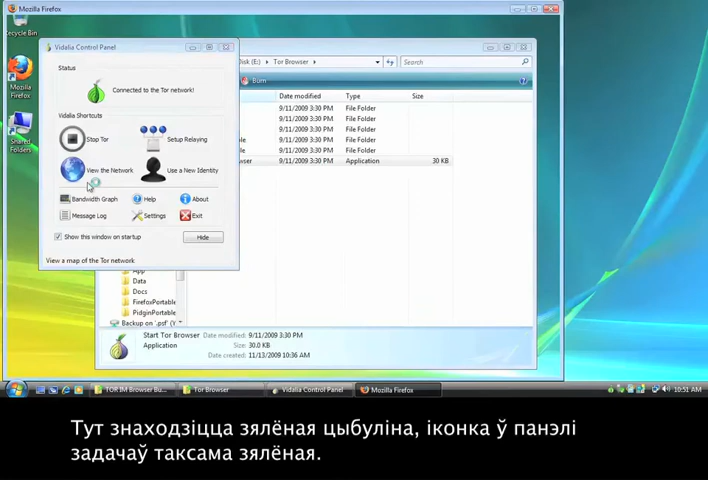 Mozilla Firefox
Recycle Bin
Vidalia Control Panel
Disk (E:) Tor Browser
Search
Status
Burn
Connected to the Tor network!
Date modified Type Size
9/11/2009 3:30 PM File Folder
9/11/2009 3:30 PM File Folder
9/11/2009 3:30 PM File Folder
9/11/2009 3:30 PM File Folder
9/11/2009 3:30 PM File Folder
9/11/2009 3:30 PM Application 30 KB
Mozilla
Firefox
Shared
Folders
Vidalia Shortcuts
Stop Tor
Setup Relaying
View the Network
Use a New Identity
Bandwidth Graph
Help
About
Message Log
Settings
Exit
Show this window on startup
Hide
View a map of the Tor network
App
Data
Docs
FirefoxPortable
PidginPortable
Backup on '.psf' (Y
Start Tor Browser Date modified: 9/11/2009 3:30 PM
Application Size: 30.0 KB
Date created: 11/13/2009 10:36 AM
TOR IM Browser Bu...
Tor Browser
Vidalia Control Panel
Mozilla Firefox
10:51 AM
Тут знаходзіцца зялёная цыбуліна, іконка ў панэлі
задачаў таксама зялёная.